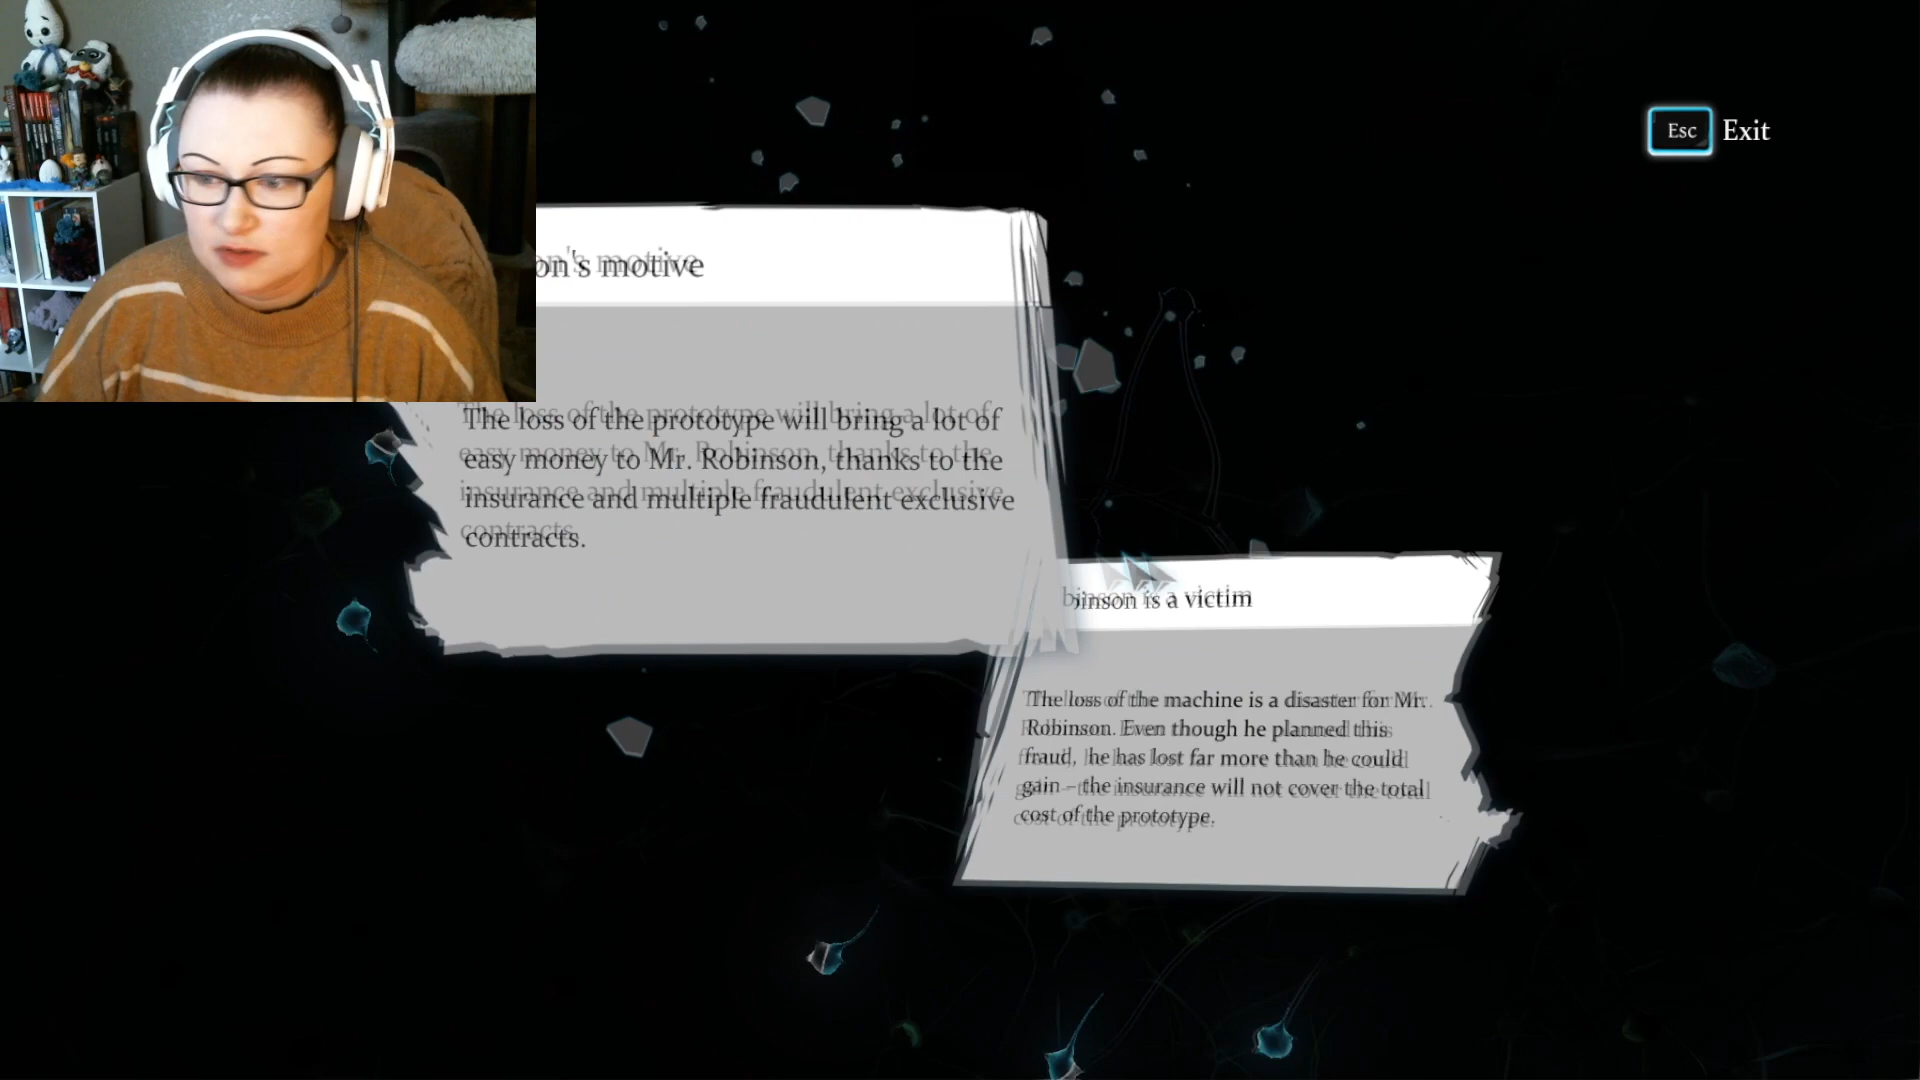 Esc Exit
on's motive
The loss of the prototype will bring a lot of
easy money to Mr. Robinson, thanks to the
insurance and multiple fraudulent exclusive
contracts.
binson is a victim
The loss of the machine is a disaster for Mr.
Robinson. Even though he planned this
fraud, he has lost far more than he could
gain – the insurance will not cover the total
cost of the prototype.